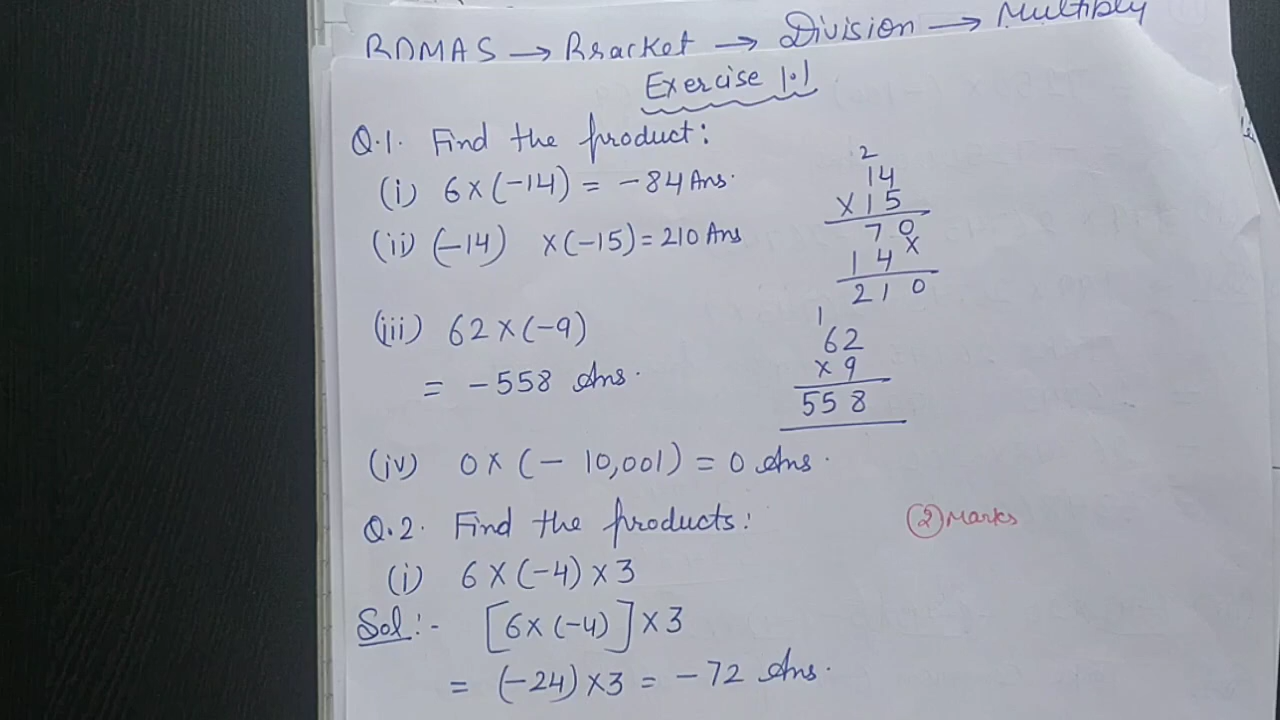 BDMAS → Bracket → Division → Multiply
Exercise 1.1
Q.1. Find the product:
(i) 6×(-14) = -84 Ans.
(ii) (-14) ×(-15) = 210 Ans
2
14
×15
70
14×
210
(iii) 62×(-9)
= -558 Ans.
1
62
×9
558
(iv) 0×(- 10,001) = 0 Ans.
Q.2. Find the products:
(2) Marks
(i) 6×(-4)×3
Sol:- [6×(-4)]×3
= (-24)×3 = -72 Ans.